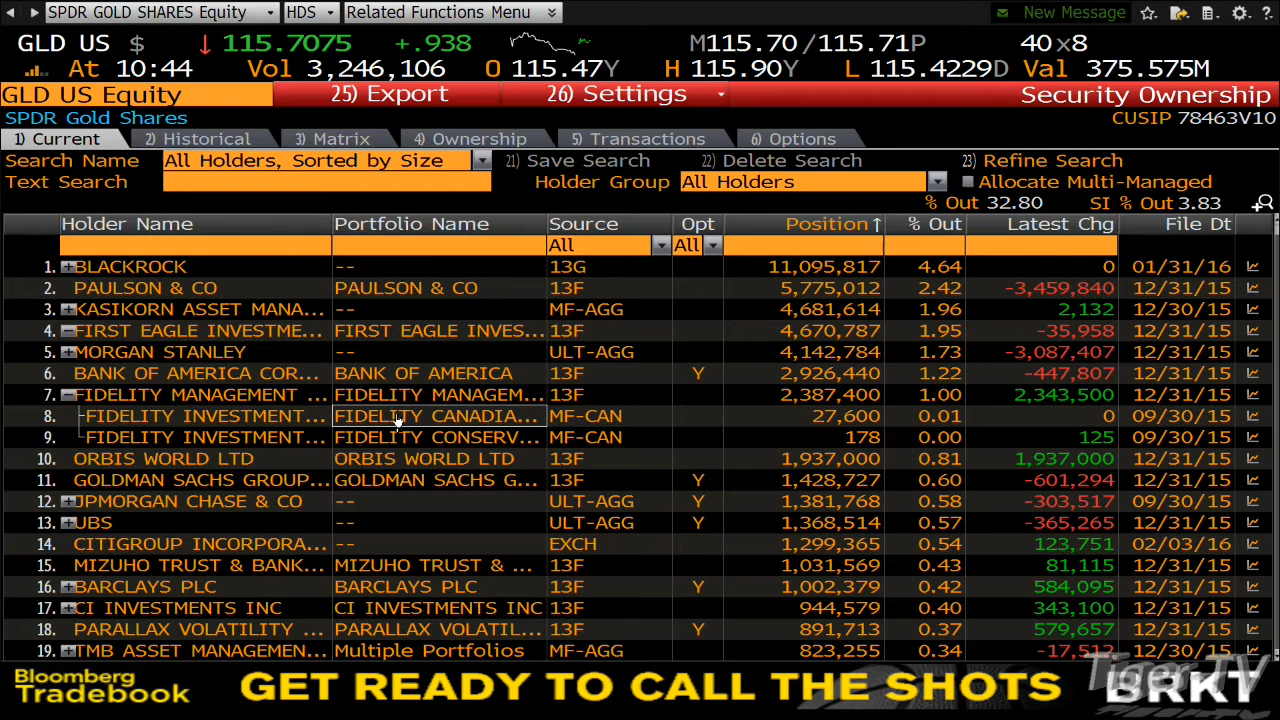 SPDR GOLD SHARES Equity HDS Related Functions Menu New Message
GLD US $ ↓ 115.7075 +.938 M115.70 /115.71P 40x8
At 10:44 Vol 3,246,106 O 115.47Y H 115.90Y L 115.4229D Val 375.575M
GLD US Equity 25) Export 26) Settings Security Ownership
SPDR Gold Shares CUSIP 78463V10
1) Current 2) Historical 3) Matrix 4) Ownership 5) Transactions 6) Options
Search Name All Holders, Sorted by Size 21) Save Search 22) Delete Search 23) Refine Search
Text Search Holder Group All Holders Allocate Multi-Managed
% Out 32.80 SI % Out 3.83
Holder Name Portfolio Name Source Opt Position↑ % Out Latest Chg File Dt
All All
1. BLACKROCK -- 13G 11,095,817 4.64 0 01/31/16
2. PAULSON & CO PAULSON & CO 13F 5,775,012 2.42 -3,459,840 12/31/15
3. KASIKORN ASSET MANA... -- MF-AGG 4,681,614 1.96 2,132 12/30/15
4. FIRST EAGLE INVESTME... FIRST EAGLE INVES... 13F 4,670,787 1.95 -35,958 12/31/15
5. MORGAN STANLEY -- ULT-AGG 4,142,784 1.73 -3,087,407 12/31/15
6. BANK OF AMERICA COR... BANK OF AMERICA 13F Y 2,926,440 1.22 -447,807 12/31/15
7. FIDELITY MANAGEMENT ... FIDELITY MANAGEM... 13F 2,387,400 1.00 2,343,500 12/31/15
8. FIDELITY INVESTMENT... FIDELITY CANADIA... MF-CAN 27,600 0.01 0 09/30/15
9. FIDELITY INVESTMENT... FIDELITY CONSERV... MF-CAN 178 0.00 125 09/30/15
10. ORBIS WORLD LTD ORBIS WORLD LTD 13F 1,937,000 0.81 1,937,000 12/31/15
11. GOLDMAN SACHS GROUP... GOLDMAN SACHS G... 13F Y 1,428,727 0.60 -601,294 12/31/15
12. JPMORGAN CHASE & CO -- ULT-AGG Y 1,381,768 0.58 -303,517 09/30/15
13. UBS -- ULT-AGG Y 1,368,514 0.57 -365,265 12/31/15
14. CITIGROUP INCORPORA... -- EXCH 1,299,365 0.54 123,751 02/03/16
15. MIZUHO TRUST & BANK... MIZUHO TRUST & ... 13F 1,031,569 0.43 81,115 12/31/15
16. BARCLAYS PLC BARCLAYS PLC 13F Y 1,002,379 0.42 584,095 12/31/15
17. CI INVESTMENTS INC CI INVESTMENTS INC 13F 944,579 0.40 343,100 12/31/15
18. PARALLAX VOLATILITY ... PARALLAX VOLATIL... 13F Y 891,713 0.37 579,657 12/31/15
19. TMB ASSET MANAGEMEN... Multiple Portfolios MF-AGG 823,255 0.34 -17,512 12/30/15
Bloomberg
Tradebook GET READY TO CALL THE SHOTS BRKT
Tiger TV